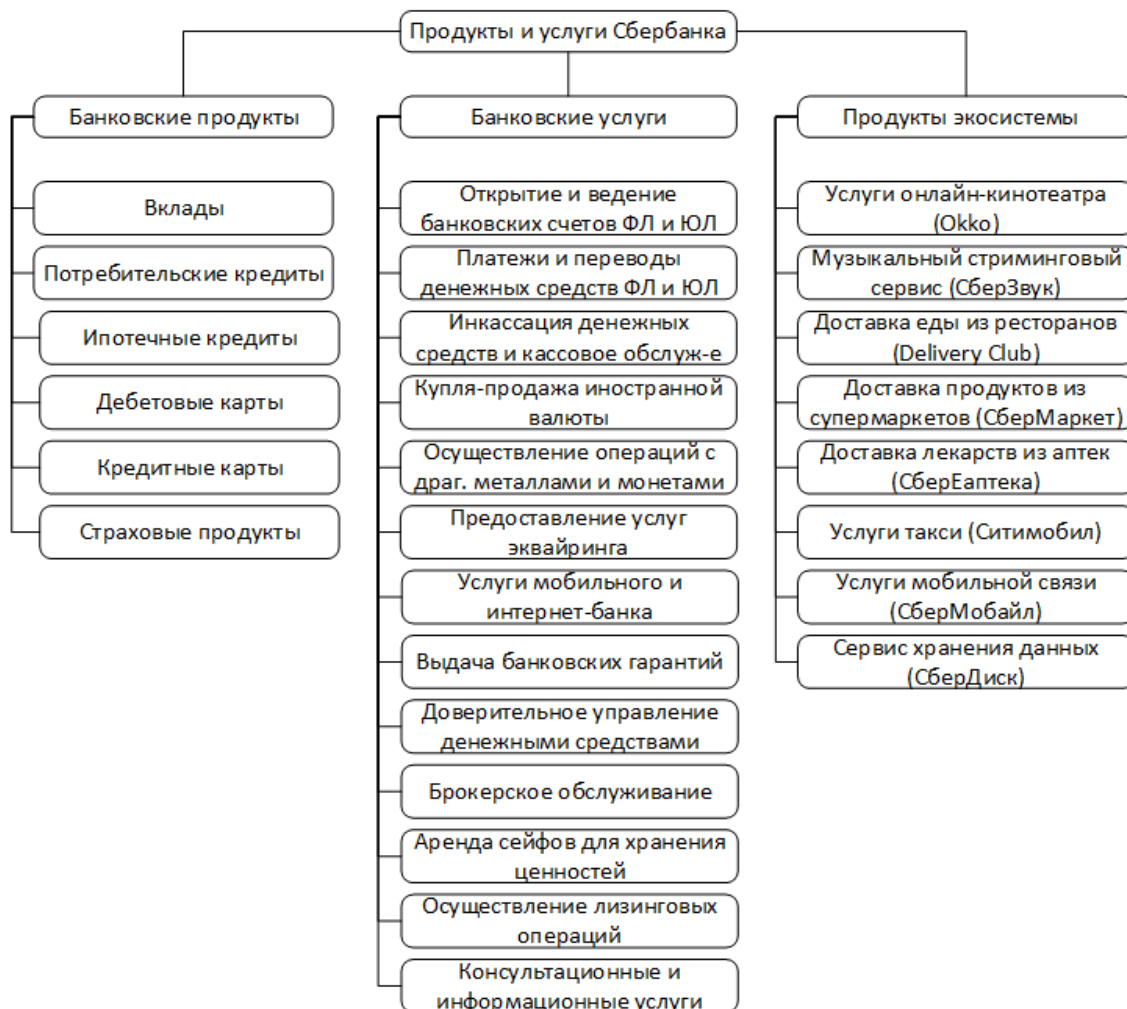 Продукты и услуги Сбербанка
Банковские продукты
Вклады
Потребительские кредиты
Ипотечные кредиты
Дебетовые карты
Кредитные карты
Страховые продукты
Банковские услуги
Открытие и ведение
банковских счетов ФЛ и ЮЛ
Платежи и переводы
денежных средств ФЛ и ЮЛ
Инкассация денежных
средств и кассовое обслуж-е
Купля-продажа иностранной
валюты
Осуществление операций с
драг. металлами и монетами
Предоставление услуг
эквайринга
Услуги мобильного и
интернет-банка
Выдача банковских гарантий
Доверительное управление
денежными средствами
Брокерское обслуживание
Аренда сейфов для хранения
ценностей
Осуществление лизинговых
операций
Консультационные и
информационные услуги
Продукты экосистемы
Услуги онлайн-кинотеатра
(Okko)
Музыкальный стриминговый
сервис (СберЗвук)
Доставка еды из ресторанов
(Delivery Club)
Доставка продуктов из
супермаркетов (СберМаркет)
Доставка лекарств из аптек
(СберЕаптека)
Услуги такси (Ситимобил)
Услуги мобильной связи
(СберМобайл)
Сервис хранения данных
(СберДиск)